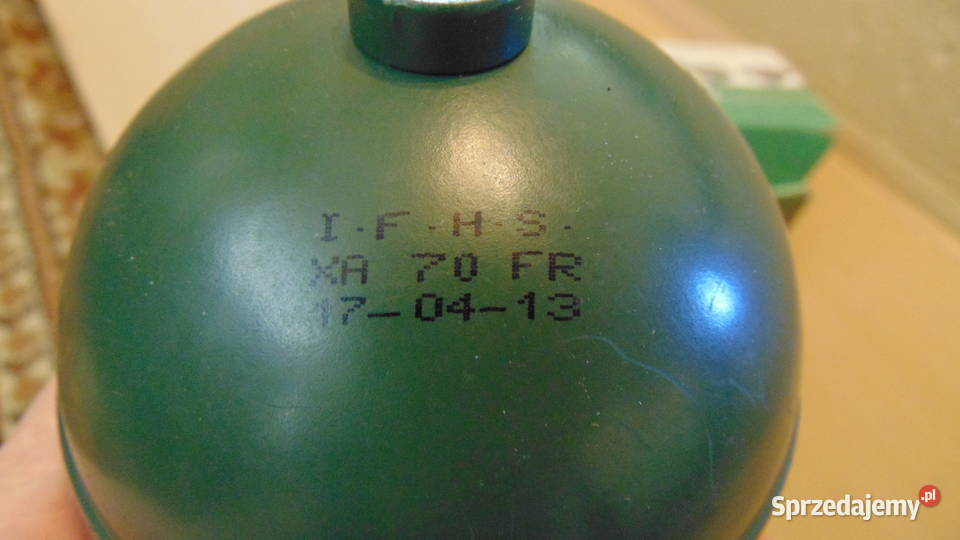 I.F.H.S.
XA 70 FR
17-04-13
Sprzedajemy.pl